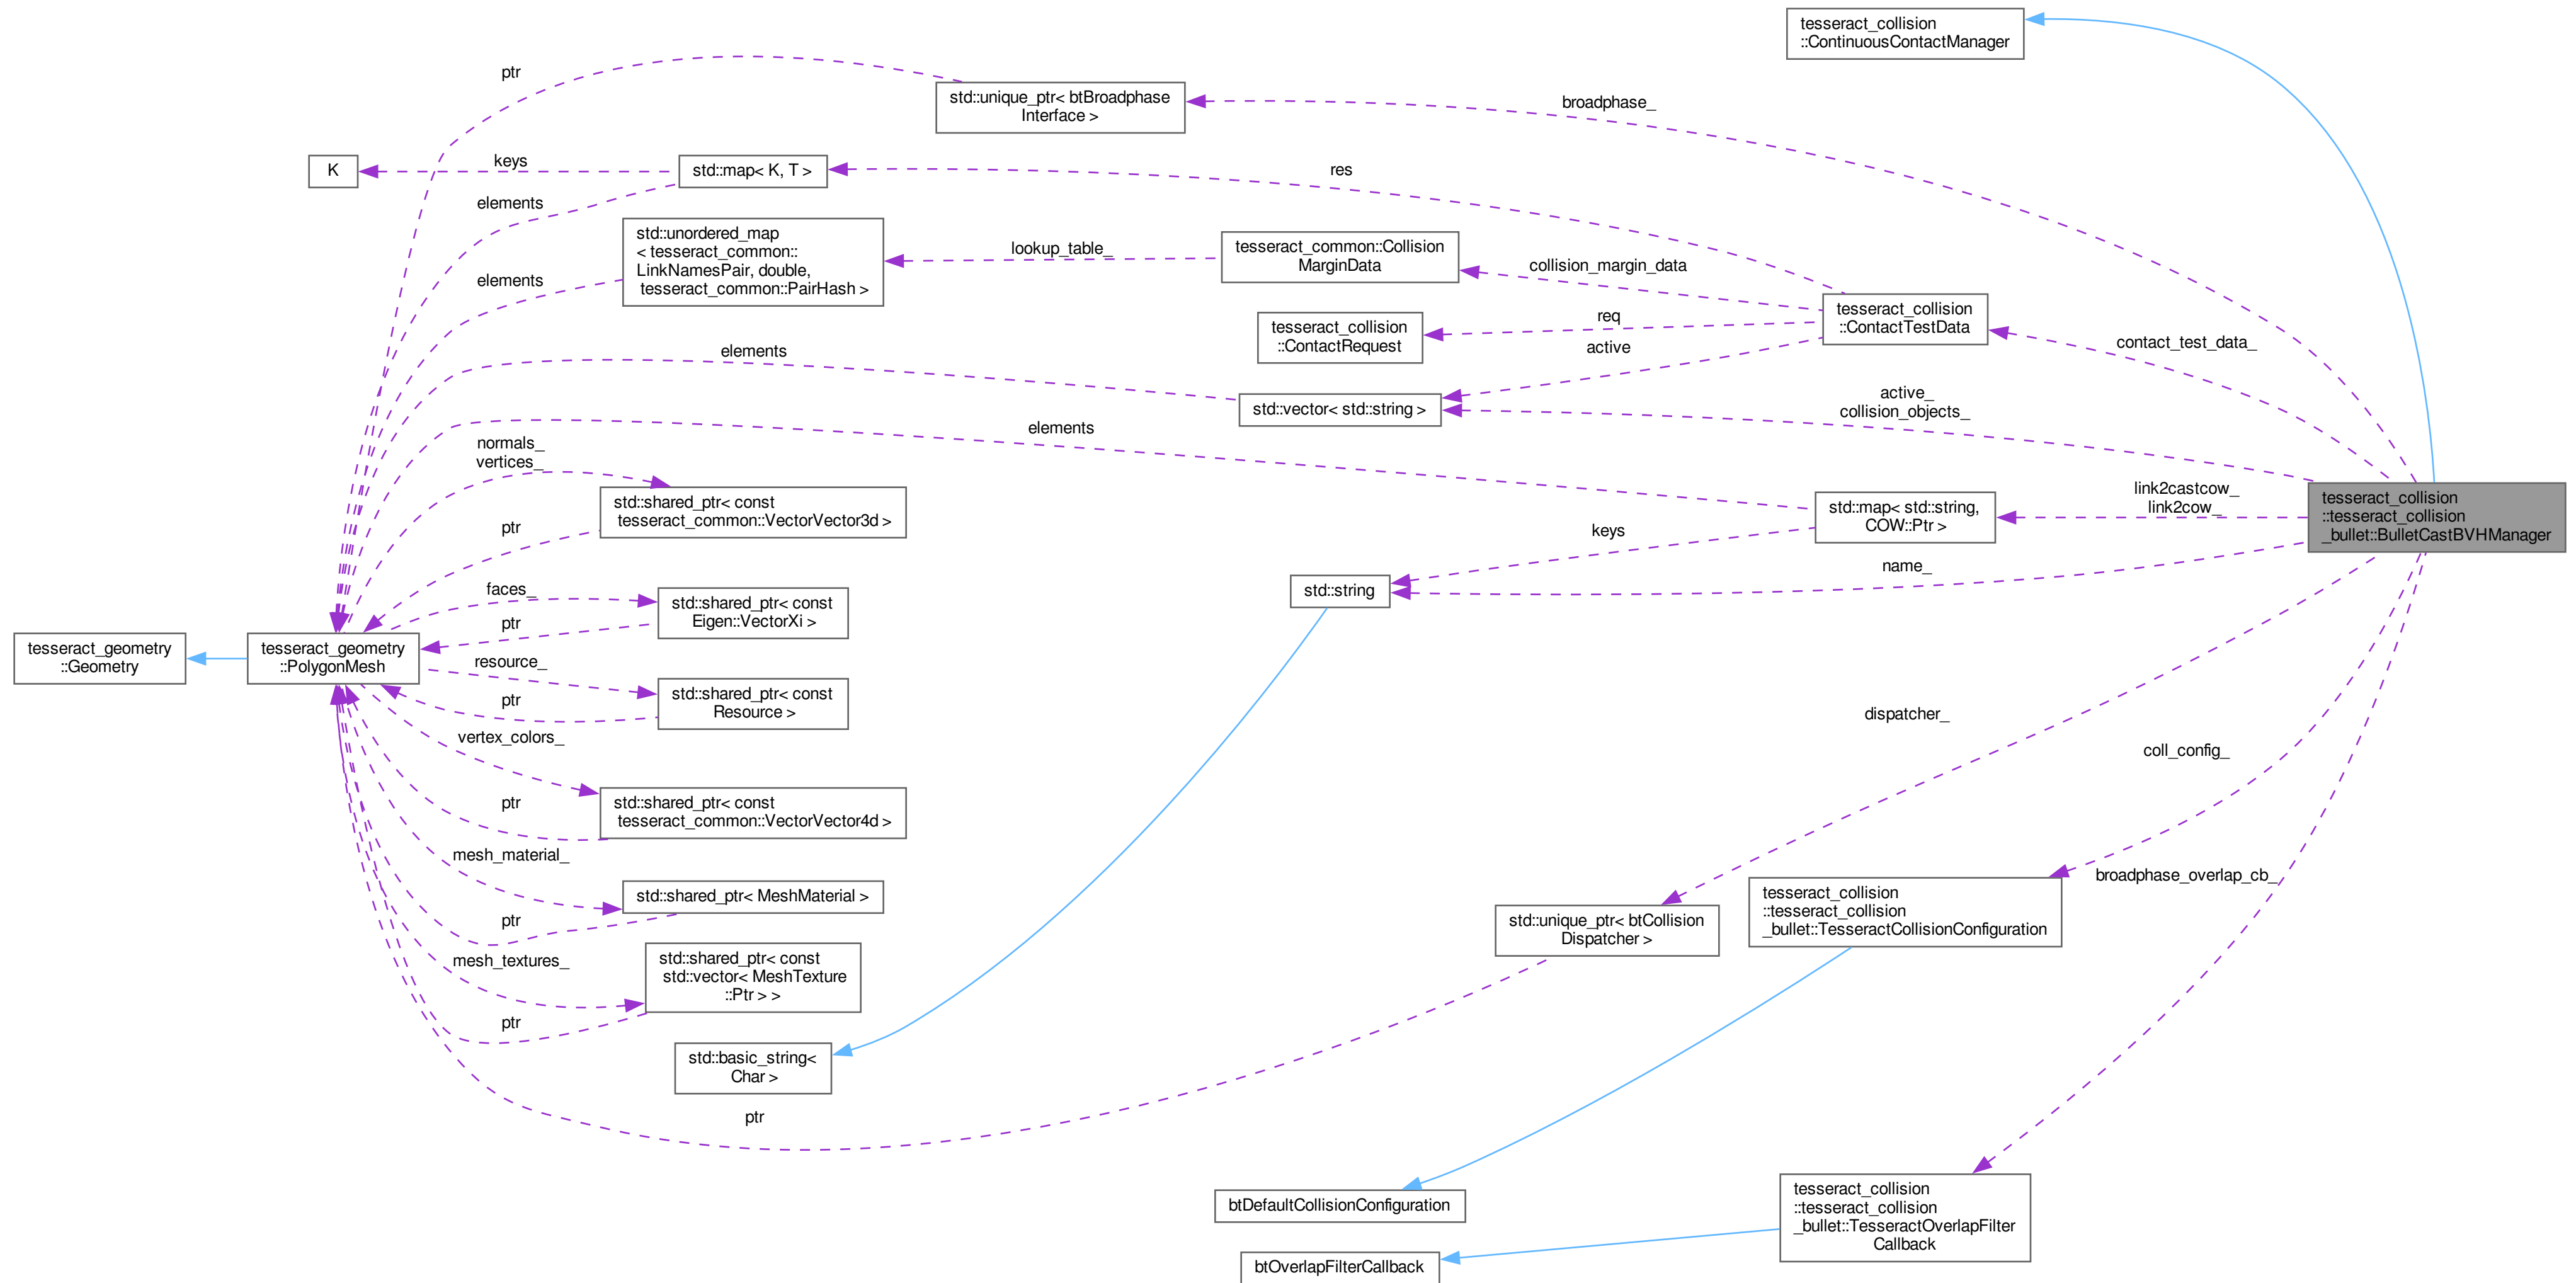 tesseract_collision
::ContinuousContactManager
ptr
std::unique_ptr< btBroadphase
Interface >
broadphase_
K
keys
std::map< K, T >
res
elements
std::unordered_map
< tesseract_common::
LinkNamesPair, double,
tesseract_common::PairHash >
lookup_table_
tesseract_common::Collision
MarginData
collision_margin_data
elements
tesseract_collision
::ContactRequest
req
tesseract_collision
::ContactTestData
contact_test_data_
active
elements
std::vector< std::string >
active_
collision_objects_
elements
normals_
vertices_
std::shared_ptr< const
tesseract_common::VectorVector3d >
ptr
std::map< std::string,
COW::Ptr >
link2castcow_
link2cow_
tesseract_collision
::tesseract_collision
_bullet::BulletCastBVHManager
keys
name_
std::string
faces_
std::shared_ptr< const
Eigen::VectorXi >
ptr
tesseract_geometry
::Geometry
tesseract_geometry
::PolygonMesh
resource_
std::shared_ptr< const
Resource >
ptr
vertex_colors_
dispatcher_
coll_config_
std::shared_ptr< const
tesseract_common::VectorVector4d >
ptr
mesh_material_
std::shared_ptr< MeshMaterial >
ptr
broadphase_overlap_cb_
std::unique_ptr< btCollision
Dispatcher >
tesseract_collision
::tesseract_collision
_bullet::TesseractCollisionConfiguration
mesh_textures_
std::shared_ptr< const
std::vector< MeshTexture
::Ptr > >
ptr
std::basic_string<
Char >
ptr
btDefaultCollisionConfiguration
tesseract_collision
::tesseract_collision
_bullet::TesseractOverlapFilter
Callback
btOverlapFilterCallback